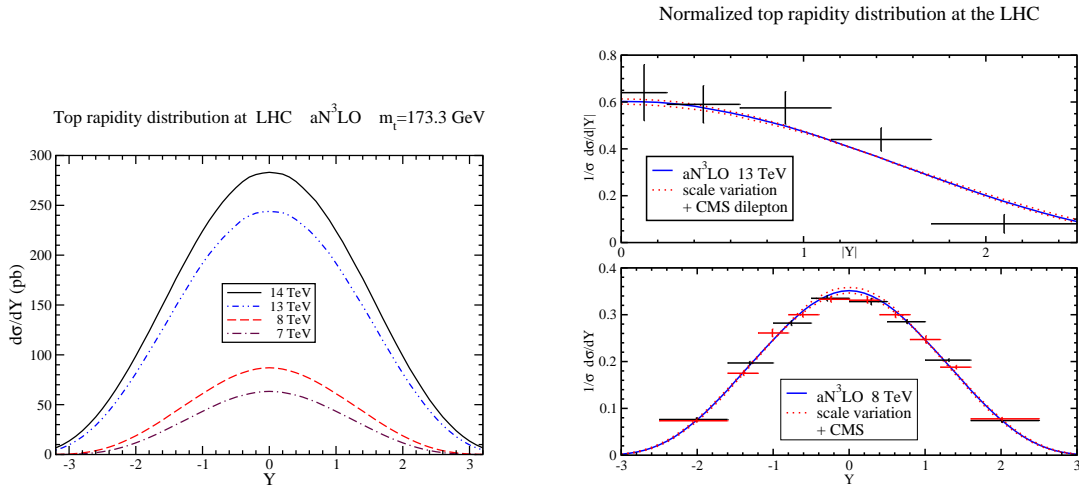 Top rapidity distribution at LHC aN³LO mₜ=173.3 GeV
300
250
200
150
100
50
0
dσ/dY (pb)
14 TeV
13 TeV
8 TeV
7 TeV
-3 -2 -1 0 1 2 3
Y
Normalized top rapidity distribution at the LHC
0.8
0.6
0.4
0.2
0
1/σ dσ/d|Y|
aN³LO 13 TeV
scale variation
+ CMS dilepton
0 1 2
|Y|
0.4
0.3
0.2
0.1
0
1/σ dσ/dY
aN³LO 8 TeV
scale variation
+ CMS
-3 -2 -1 0 1 2 3
Y